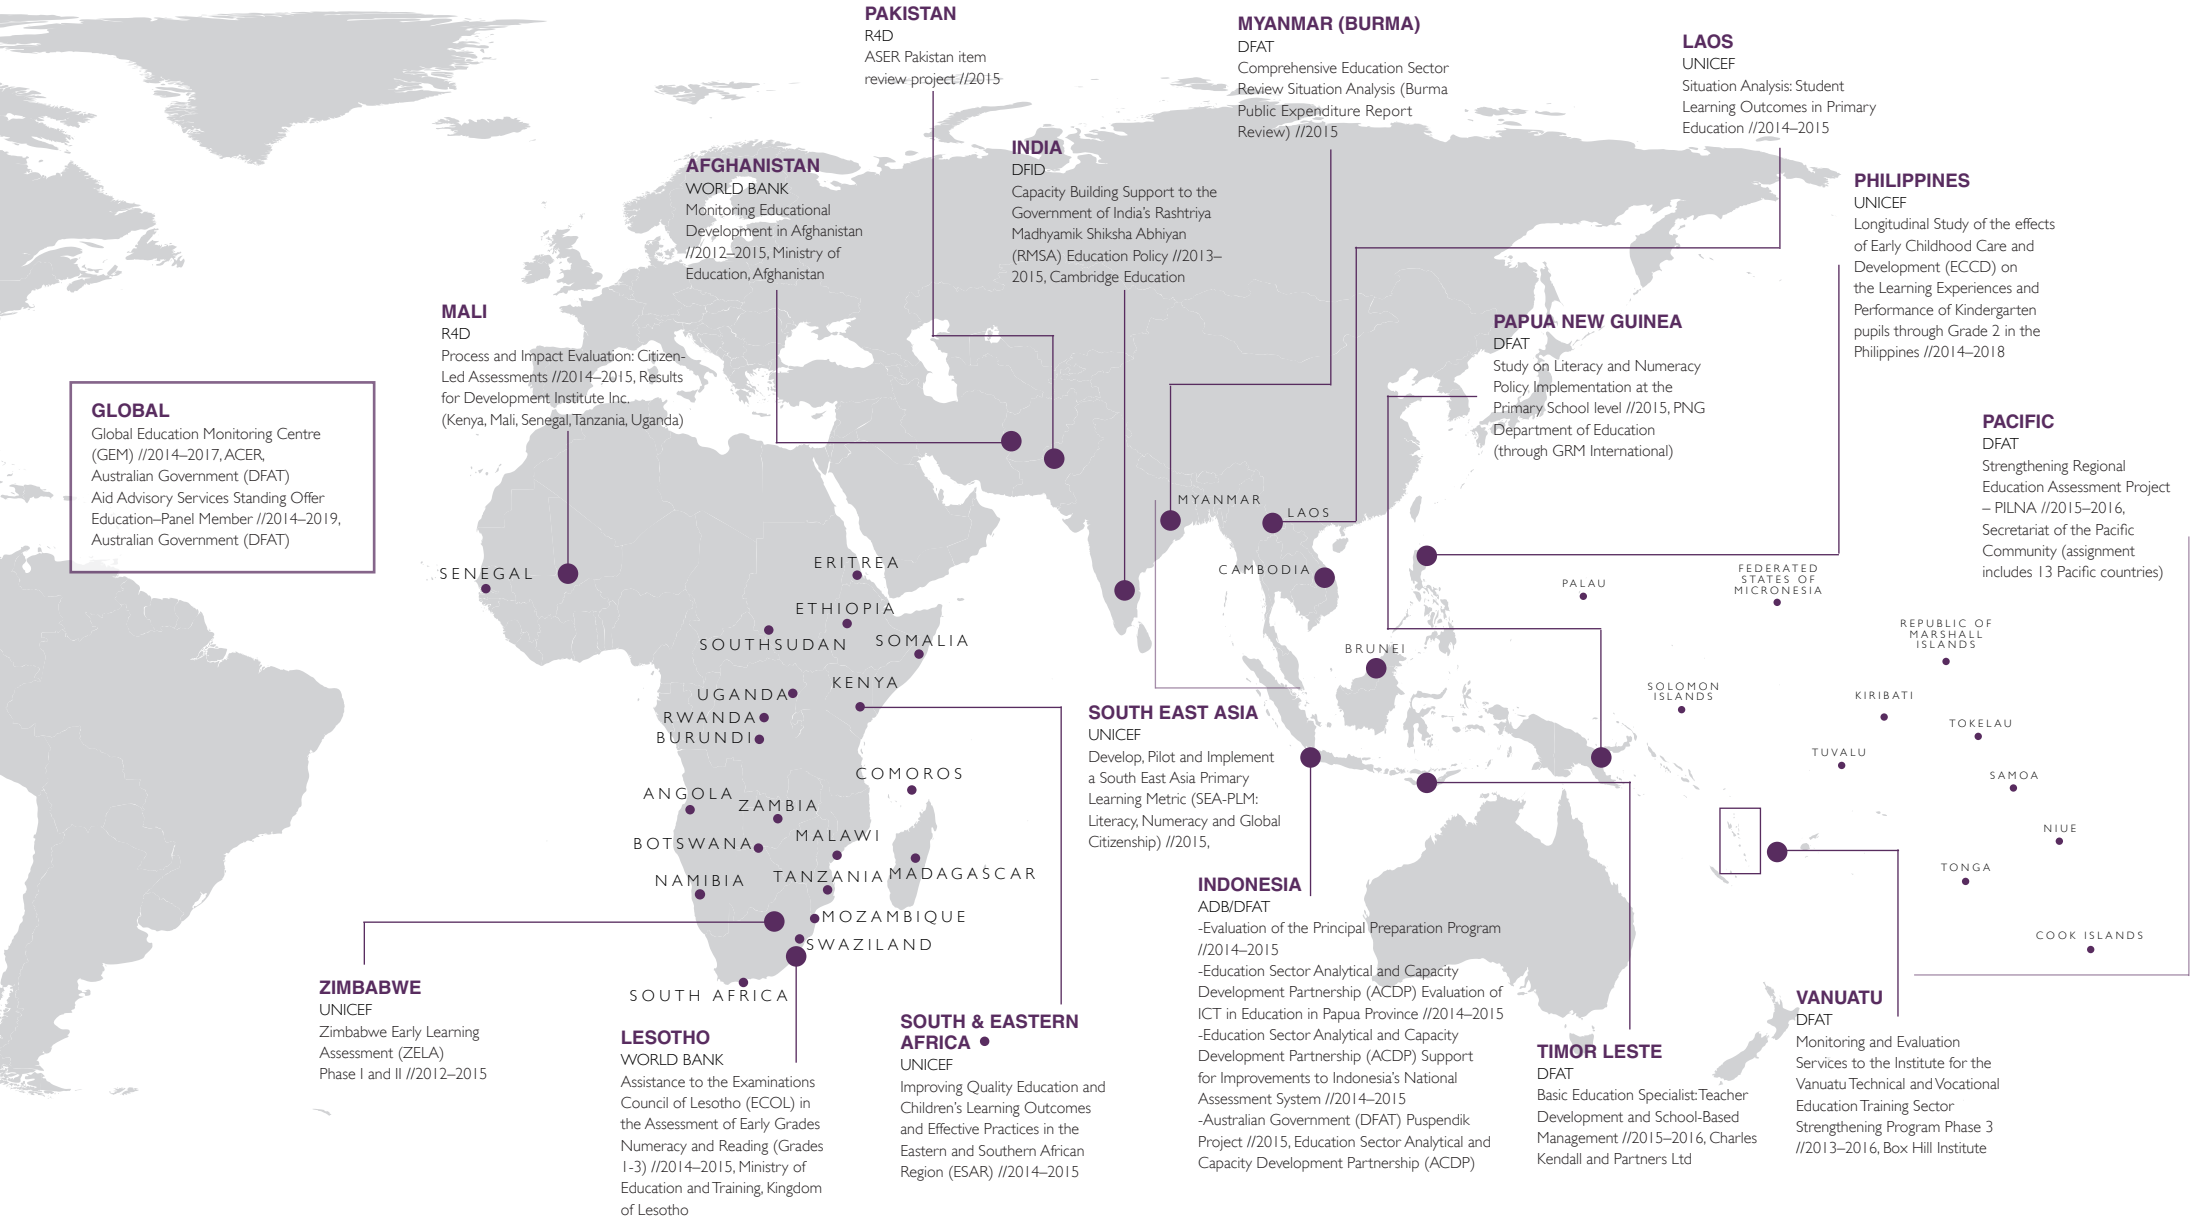 PAKISTAN
R4D
ASER Pakistan item
review project //2015
MYANMAR (BURMA)
DFAT
Comprehensive Education Sector
Review Situation Analysis (Burma
Public Expenditure Report
Review) //2015
LAOS
UNICEF
Situation Analysis: Student
Learning Outcomes in Primary
Education //2014–2015
AFGHANISTAN
WORLD BANK
Monitoring Educational
Development in Afghanistan
//2012–2015, Ministry of
Education, Afghanistan
INDIA
DFID
Capacity Building Support to the
Government of India's Rashtriya
Madhyamik Shiksha Abhiyan
(RMSA) Education Policy //2013–
2015, Cambridge Education
PHILIPPINES
UNICEF
Longitudinal Study of the effects
of Early Childhood Care and
Development (ECCD) on
the Learning Experiences and
Performance of Kindergarten
pupils through Grade 2 in the
Philippines //2014–2018
MALI
R4D
Process and Impact Evaluation: Citizen-
Led Assessments //2014–2015, Results
for Development Institute Inc.
(Kenya, Mali, Senegal, Tanzania, Uganda)
PAPUA NEW GUINEA
DFAT
Study on Literacy and Numeracy
Policy Implementation at the
Primary School level //2015, PNG
Department of Education
(through GRM International)
GLOBAL
Global Education Monitoring Centre
(GEM) //2014–2017, ACER,
Australian Government (DFAT)
Aid Advisory Services Standing Offer
Education–Panel Member //2014–2019,
Australian Government (DFAT)
PACIFIC
DFAT
Strengthening Regional
Education Assessment Project
– PILNA //2015–2016,
Secretariat of the Pacific
Community (assignment
includes 13 Pacific countries)
MYANMAR
LAOS
CAMBODIA
BRUNEI
SENEGAL
ERITREA
ETHIOPIA
SOUTHSUDAN
SOMALIA
UGANDA
KENYA
RWANDA
BURUNDI
COMOROS
ANGOLA
ZAMBIA
MALAWI
BOTSWANA
NAMIBIA
TANZANIA
MADAGASCAR
MOZAMBIQUE
SWAZILAND
SOUTH AFRICA
PALAU
FEDERATED
STATES OF
MICRONESIA
REPUBLIC OF
MARSHALL
ISLANDS
SOLOMON
ISLANDS
KIRIBATI
TOKELAU
TUVALU
SAMOA
NIUE
TONGA
COOK ISLANDS
SOUTH EAST ASIA
UNICEF
Develop, Pilot and Implement
a South East Asia Primary
Learning Metric (SEA-PLM:
Literacy, Numeracy and Global
Citizenship) //2015,
INDONESIA
ADB/DFAT
-Evaluation of the Principal Preparation Program
//2014–2015
-Education Sector Analytical and Capacity
Development Partnership (ACDP) Evaluation of
ICT in Education in Papua Province //2014–2015
-Education Sector Analytical and Capacity
Development Partnership (ACDP) Support
for Improvements to Indonesia's National
Assessment System //2014–2015
-Australian Government (DFAT) Puspendik
Project //2015, Education Sector Analytical and
Capacity Development Partnership (ACDP)
ZIMBABWE
UNICEF
Zimbabwe Early Learning
Assessment (ZELA)
Phase I and II //2012–2015
LESOTHO
WORLD BANK
Assistance to the Examinations
Council of Lesotho (ECOL) in
the Assessment of Early Grades
Numeracy and Reading (Grades
1-3) //2014–2015, Ministry of
Education and Training, Kingdom
of Lesotho
SOUTH & EASTERN
AFRICA
UNICEF
Improving Quality Education and
Children's Learning Outcomes
and Effective Practices in the
Eastern and Southern African
Region (ESAR) //2014–2015
TIMOR LESTE
DFAT
Basic Education Specialist: Teacher
Development and School-Based
Management //2015–2016, Charles
Kendall and Partners Ltd
VANUATU
DFAT
Monitoring and Evaluation
Services to the Institute for the
Vanuatu Technical and Vocational
Education Training Sector
Strengthening Program Phase 3
//2013–2016, Box Hill Institute